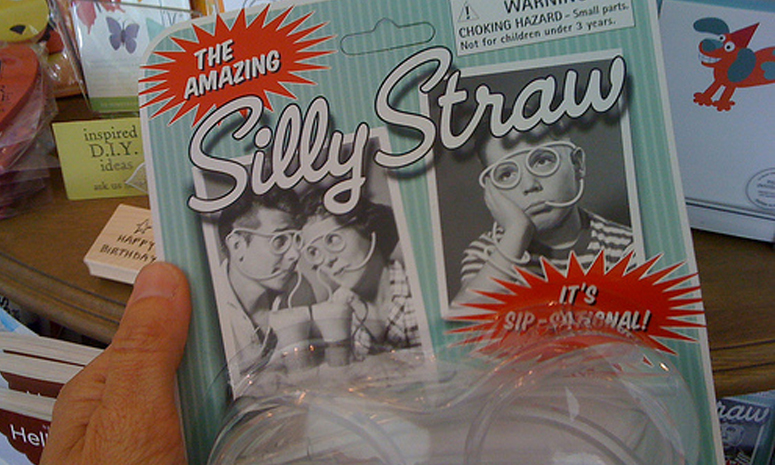 THE
AMAZING
Silly Straw
WARNING
CHOKING HAZARD - Small parts.
Not for children under 3 years.
IT'S
SIP-SATIONAL!
inspired
D.I.Y.
ideas
ask us
HAPPY
BIRTHDAY
Hel
raw